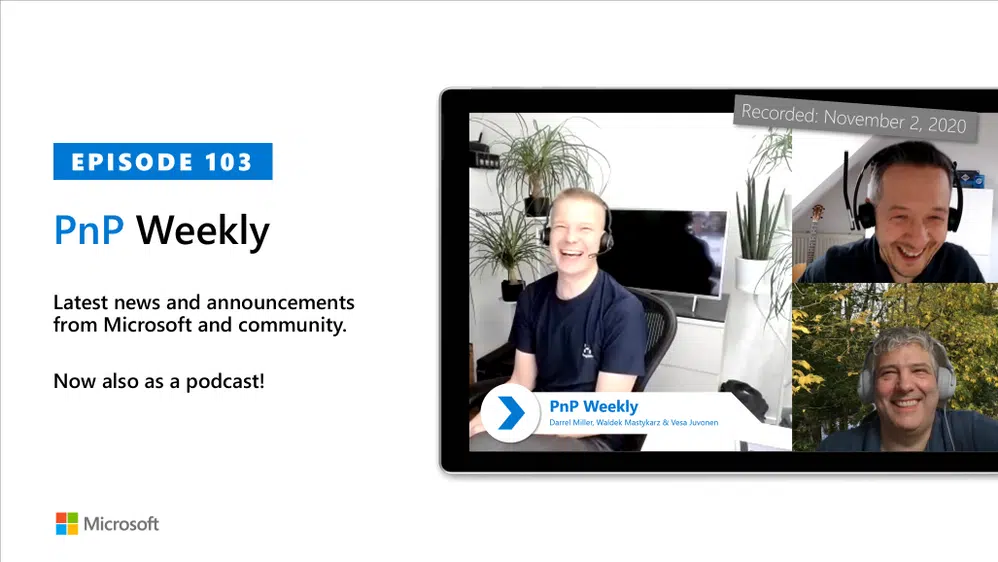 EPISODE 103
PnP Weekly
Latest news and announcements
from Microsoft and community.
Now also as a podcast!
Microsoft
Recorded: November 2, 2020
PnP Weekly
Darrel Miller, Waldek Mastykarz & Vesa Juvonen